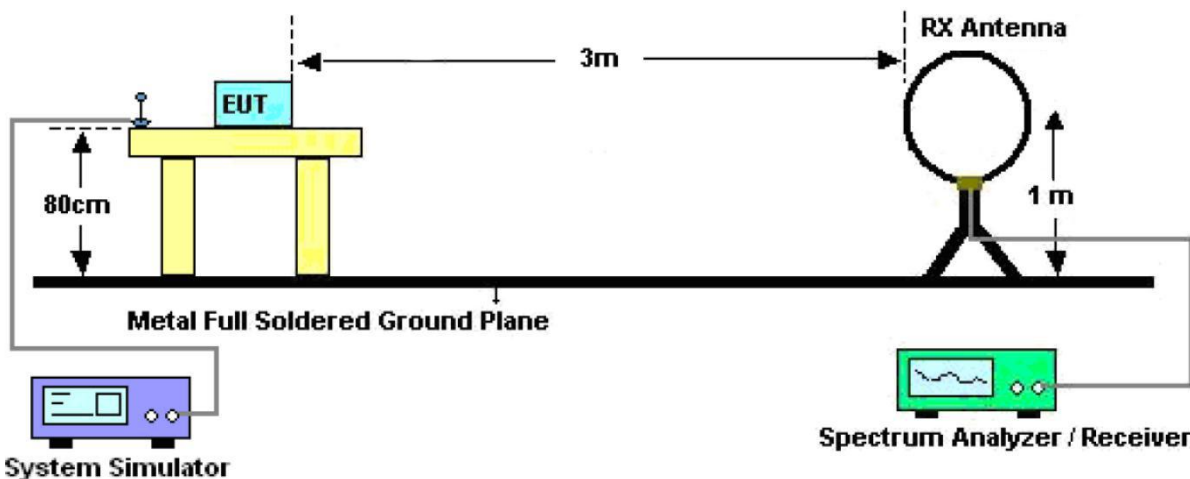 RX Antenna
3m
EUT
80cm
1 m
Metal Full Soldered Ground Plane
Spectrum Analyzer / Receiver
System Simulator